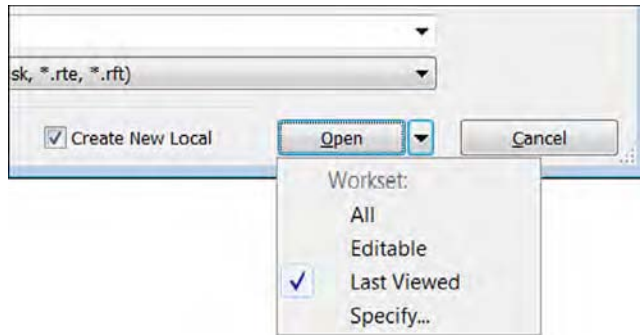 sk, *.rte, *.rft)
Create New Local Open Cancel
Workset:
All
Editable
Last Viewed
Specify...